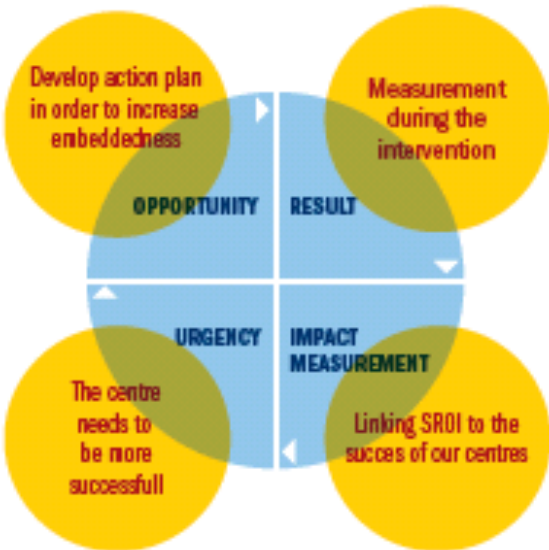 Develop action plan
in order to increase
embeddedness
Measurement
during the
intervention
OPPORTUNITY
RESULT
URGENCY
IMPACT
MEASUREMENT
The centre
needs to
be more
successfull
Linking SROI to the
succes of our centres